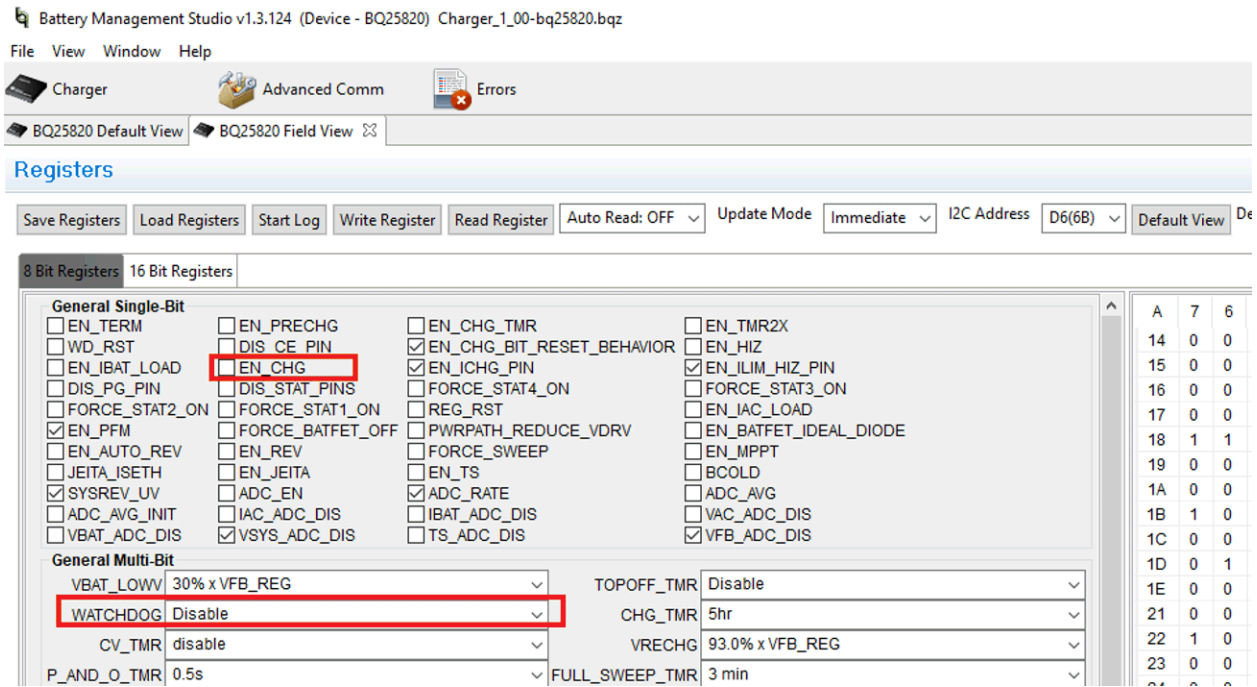 Battery Management Studio v1.3.124 (Device - BQ25820) Charger_1_00-bq25820.bqz
File View Window Help
Charger Advanced Comm Errors
BQ25820 Default View BQ25820 Field View
Registers
Save Registers Load Registers Start Log Write Register Read Register Auto Read: OFF Update Mode Immediate I2C Address D6(6B) Default View De
8 Bit Registers 16 Bit Registers
General Single-Bit
EN_TERM EN_PRECHG EN_CHG_TMR EN_TMR2X
WD_RST DIS_CE_PIN EN_CHG_BIT_RESET_BEHAVIOR EN_HIZ
EN_IBAT_LOAD EN_CHG EN_ICHG_PIN EN_ILIM_HIZ_PIN
DIS_PG_PIN DIS_STAT_PINS FORCE_STAT4_ON FORCE_STAT3_ON
FORCE_STAT2_ON FORCE_STAT1_ON REG_RST EN_IAC_LOAD
EN_PFM FORCE_BATFET_OFF PWRPATH_REDUCE_VDRV EN_BATFET_IDEAL_DIODE
EN_AUTO_REV EN_REV FORCE_SWEEP EN_MPPT
JEITA_ISETH EN_JEITA EN_TS BCOLD
SYSREV_UV ADC_EN ADC_RATE ADC_AVG
ADC_AVG_INIT IAC_ADC_DIS IBAT_ADC_DIS VAC_ADC_DIS
VBAT_ADC_DIS VSYS_ADC_DIS TS_ADC_DIS VFB_ADC_DIS
General Multi-Bit
VBAT_LOWV 30% x VFB_REG TOPOFF_TMR Disable
WATCHDOG Disable CHG_TMR 5hr
CV_TMR disable VRECHG 93.0% x VFB_REG
P_AND_O_TMR 0.5s FULL_SWEEP_TMR 3 min
A 7 6
14 0 0
15 0 0
16 0 0
17 0 0
18 1 1
19 0 0
1A 0 0
1B 1 0
1C 0 0
1D 0 1
1E 0 0
21 0 0
22 1 0
23 0 0